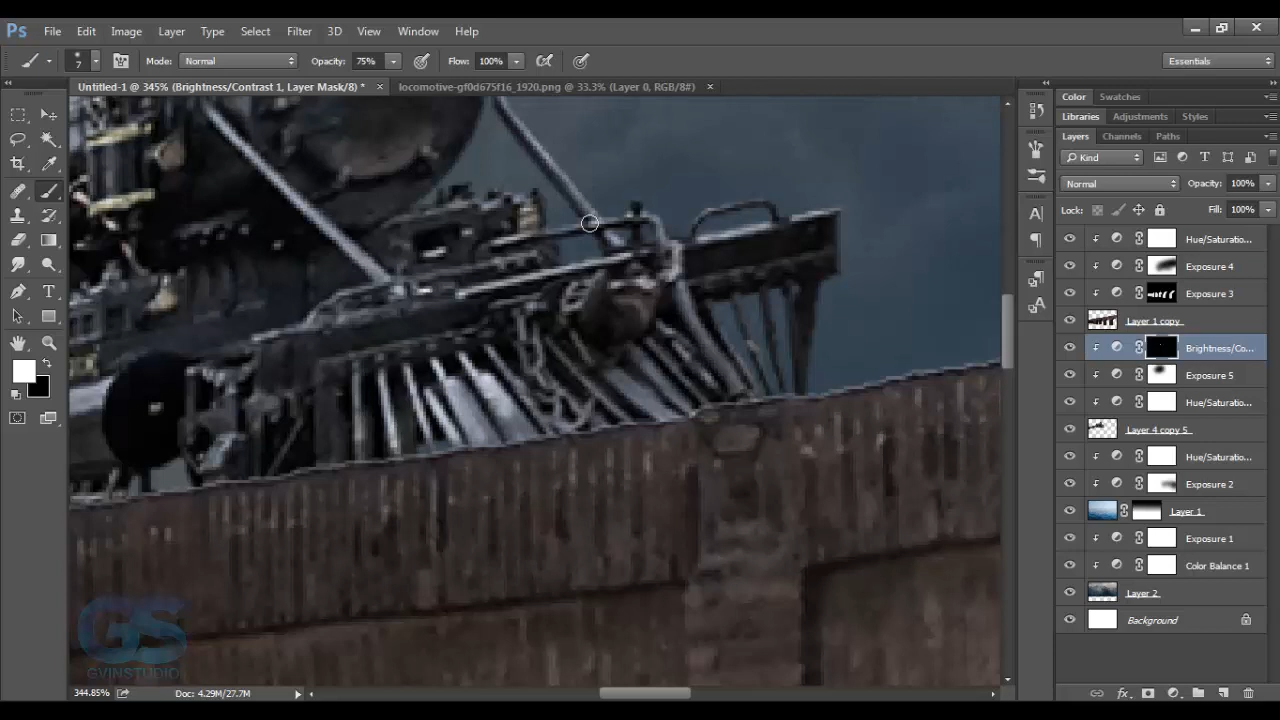 Ps File Edit Image Layer Type Select Filter 3D View Window Help
7 Mode: Normal Opacity: 75% Flow: 100% Essentials
Untitled-1 @ 345% (Brightness/Contrast 1, Layer Mask/8) * × locomotive-gf0d675f16_1920.png @ 33.3% (Layer 0, RGB/8#) ×
Color Swatches
Libraries Adjustments Styles
Layers Channels Paths
Kind
Normal Opacity: 100%
Lock: Fill: 100%
Hue/Saturatio...
Exposure 4
Exposure 3
Layer 1 copy
Brightness/Co...
Exposure 5
Hue/Saturatio...
Layer 4 copy 5
Hue/Saturatio...
Exposure 2
Layer 1
Exposure 1
Color Balance 1
Layer 2
Background
GS
GVINSTUDIO
344.85% Doc: 4.29M/27.7M